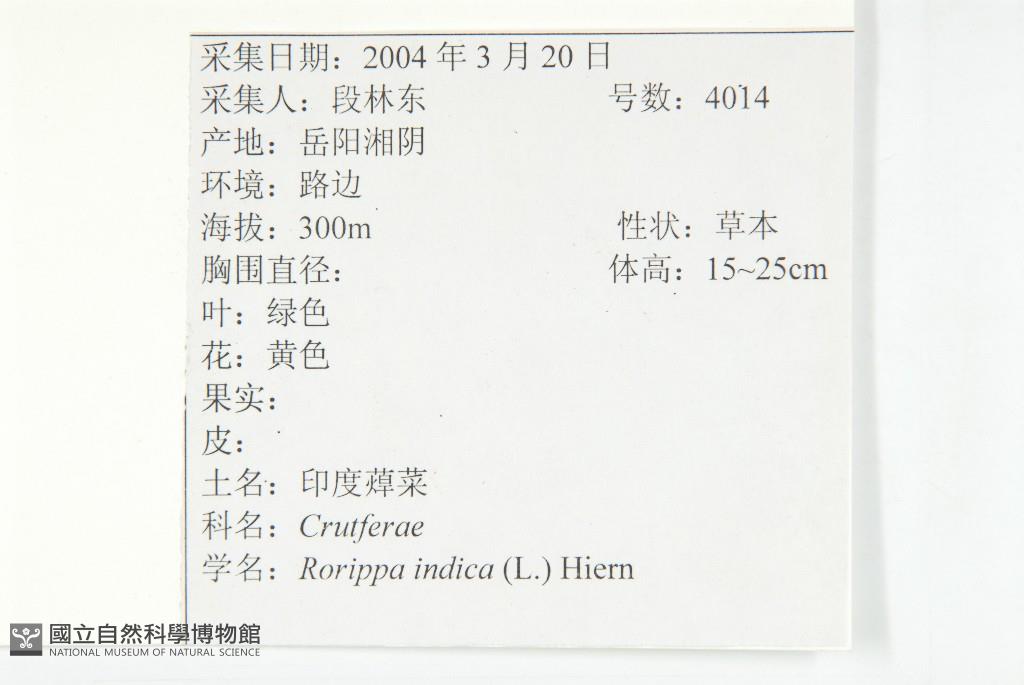 采集日期：2004 年 3 月 20 日
采集人：段林东 号数：4014
产地：岳阳湘阴
环境：路边
海拔：300m 性状：草本
胸围直径： 体高：15~25cm
叶：绿色
花：黄色
果实：
皮：
土名：印度蔊菜
科名：Crutferae
学名：Rorippa indica (L.) Hiern
國立自然科學博物館
NATIONAL MUSEUM OF NATURAL SCIENCE